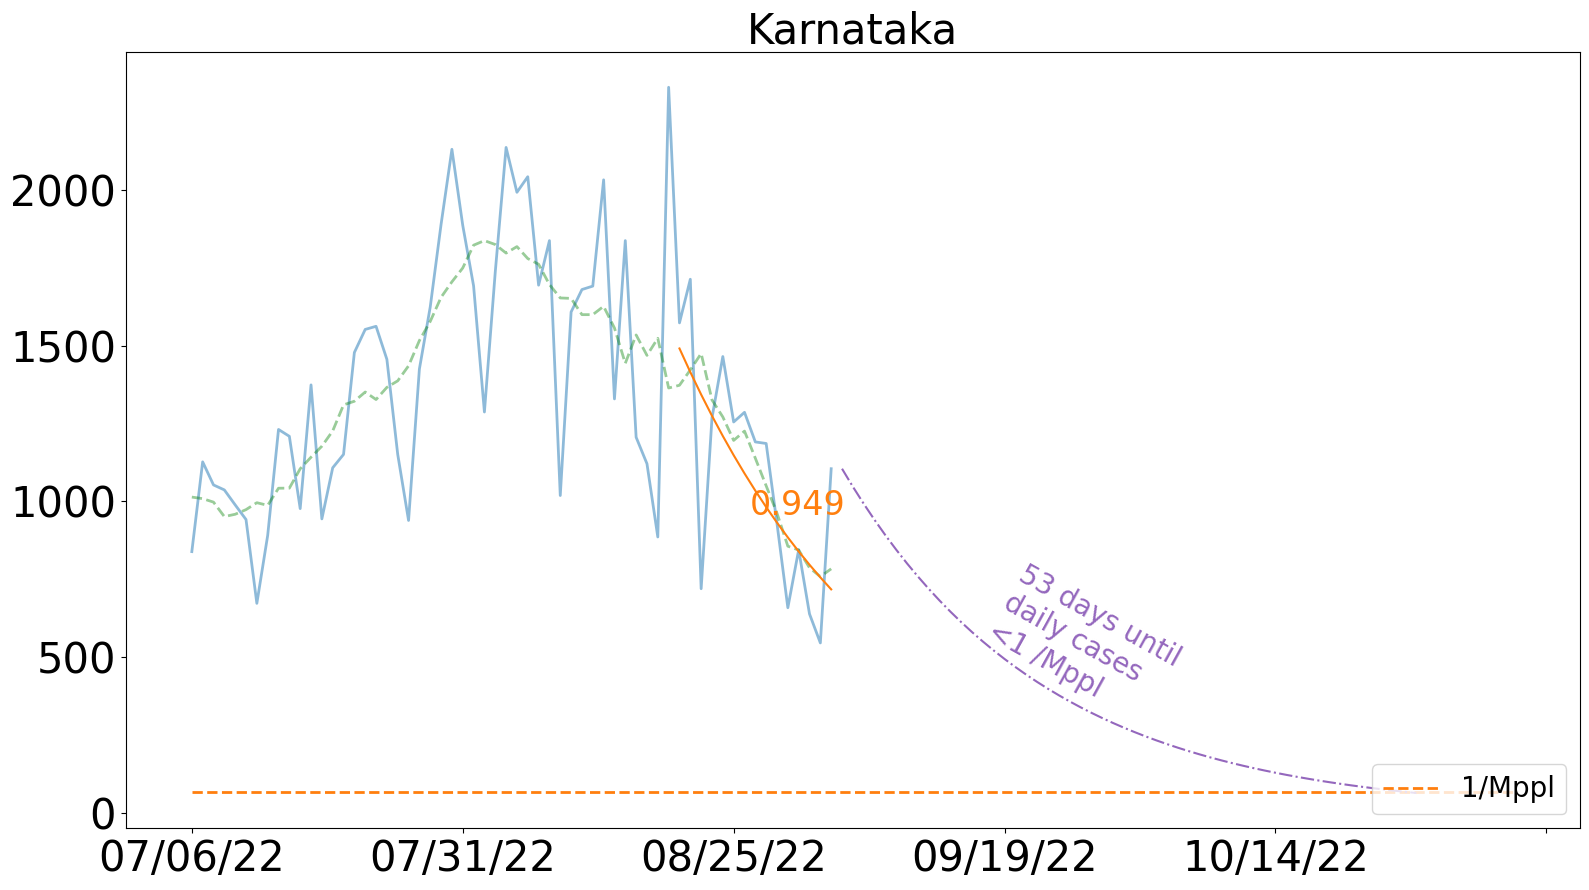 Karnataka
2000
1500
1000
500
0
0.949
53 days until
daily cases
<1 /Mppl
1/Mppl
07/06/22 07/31/22 08/25/22 09/19/22 10/14/22